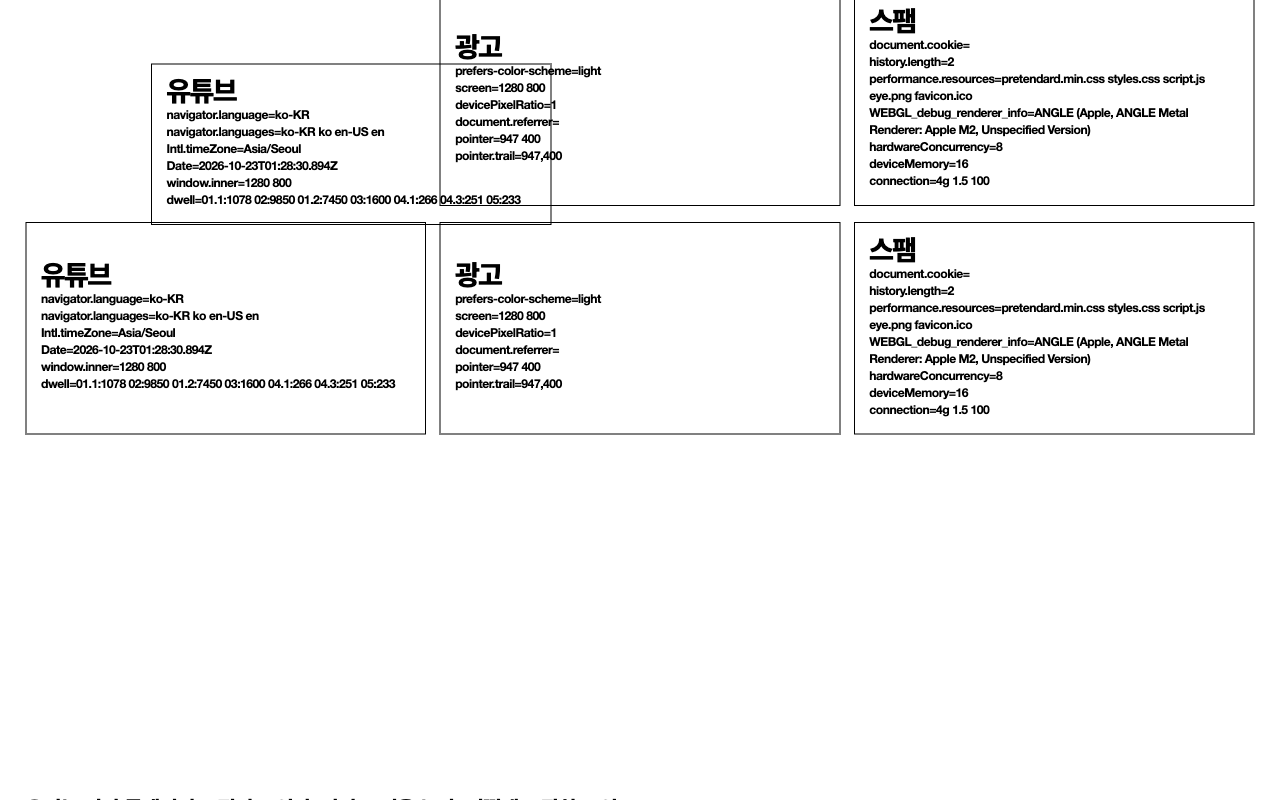 유튜브
navigator.language=ko-KR
navigator.languages=ko-KR ko en-US en
Intl.timeZone=Asia/Seoul
Date=2026-10-23T01:28:30.894Z
window.inner=1280 800
dwell=01.1:1078 02:9850 01.2:7450 03:1600 04.1:266 04.3:251 05:233
광고
prefers-color-scheme=light
screen=1280 800
devicePixelRatio=1
document.referrer=
pointer=947 400
pointer.trail=947,400
스팸
document.cookie=
history.length=2
performance.resources=pretendard.min.css styles.css script.js
eye.png favicon.ico
WEBGL_debug_renderer_info=ANGLE (Apple, ANGLE Metal
Renderer: Apple M2, Unspecified Version)
hardwareConcurrency=8
deviceMemory=16
connection=4g 1.5 100
유튜브
navigator.language=ko-KR
navigator.languages=ko-KR ko en-US en
Intl.timeZone=Asia/Seoul
Date=2026-10-23T01:28:30.894Z
window.inner=1280 800
dwell=01.1:1078 02:9850 01.2:7450 03:1600 04.1:266 04.3:251 05:233
광고
prefers-color-scheme=light
screen=1280 800
devicePixelRatio=1
document.referrer=
pointer=947 400
pointer.trail=947,400
스팸
document.cookie=
history.length=2
performance.resources=pretendard.min.css styles.css script.js
eye.png favicon.ico
WEBGL_debug_renderer_info=ANGLE (Apple, ANGLE Metal
Renderer: Apple M2, Unspecified Version)
hardwareConcurrency=8
deviceMemory=16
connection=4g 1.5 100